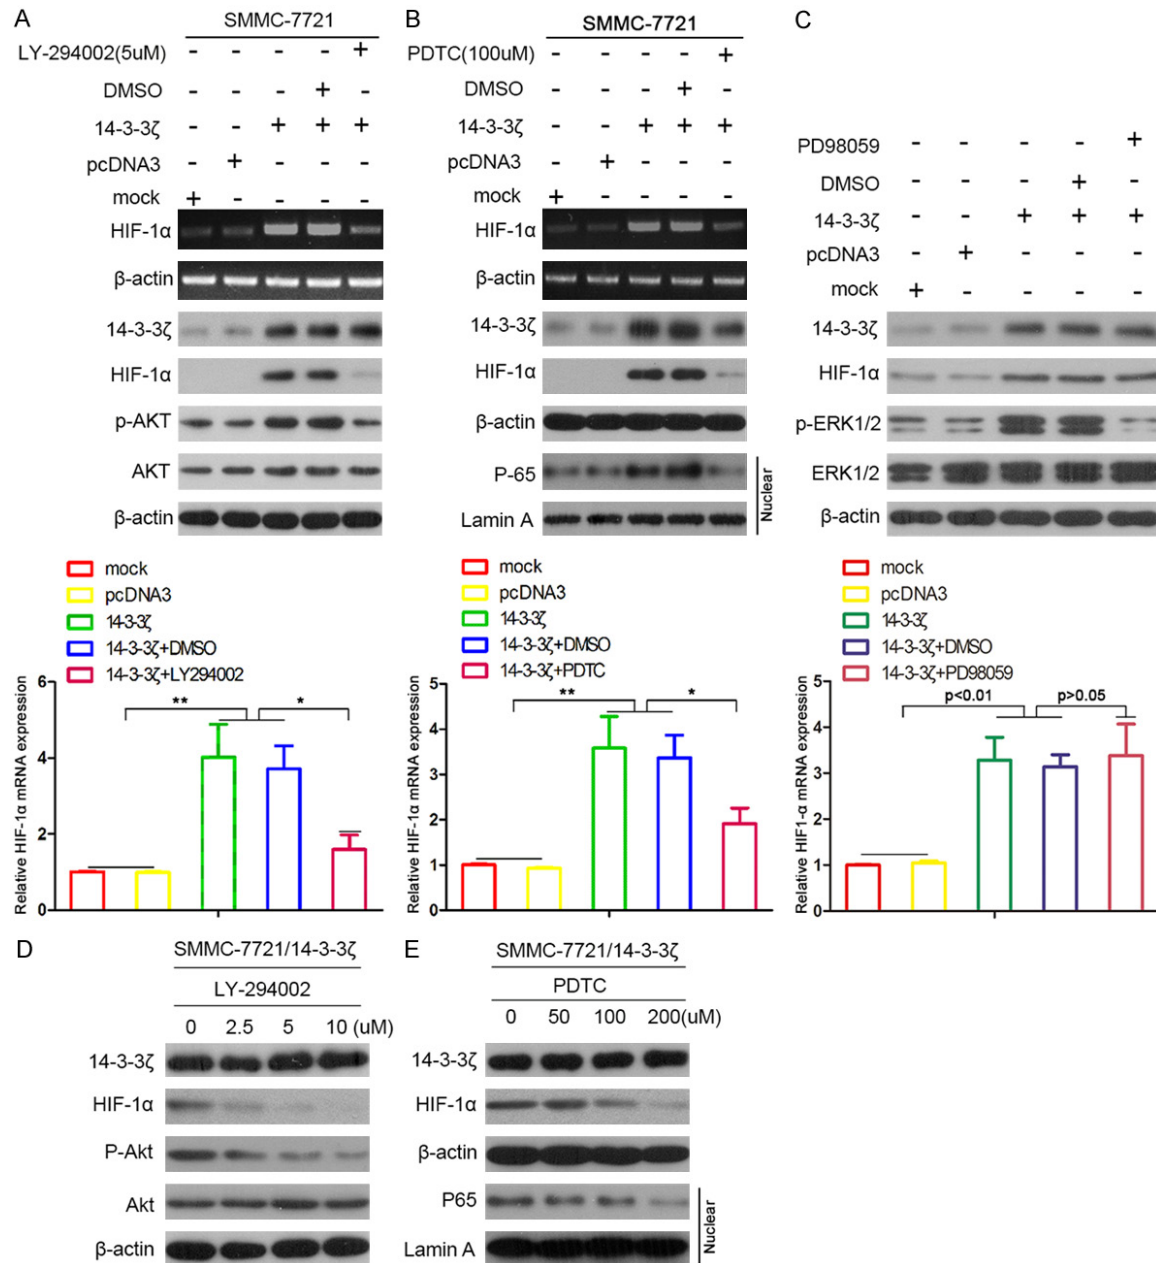 A
SMMC-7721
LY-294002(5uM) - - - - +
DMSO - - - + -
14-3-3ζ - - + + +
pcDNA3 - + - - -
mock + - - - -
HIF-1α
β-actin
14-3-3ζ
HIF-1α
p-AKT
AKT
β-actin
B
SMMC-7721
PDTC(100uM) - - - - +
DMSO - - - + -
14-3-3ζ - - + + +
pcDNA3 - + - - -
mock + - - - -
HIF-1α
β-actin
14-3-3ζ
HIF-1α
β-actin
P-65
Lamin A
Nuclear
C
PD98059 - - - - +
DMSO - - - + -
14-3-3ζ - - + + +
pcDNA3 - + - - -
mock + - - - -
14-3-3ζ
HIF-1α
p-ERK1/2
ERK1/2
β-actin
mock
pcDNA3
14-3-3ζ
14-3-3ζ+DMSO
14-3-3ζ+LY294002
Relative HIF-1α mRNA expression
6
4
2
0
**
*
mock
pcDNA3
14-3-3ζ
14-3-3ζ+DMSO
14-3-3ζ+PDTC
Relative HIF-1α mRNA expression
5
4
3
2
1
0
**
*
mock
pcDNA3
14-3-3ζ
14-3-3ζ+DMSO
14-3-3ζ+PD98059
Relative HIF1-α mRNA expression
5
4
3
2
1
0
p<0.01
p>0.05
D
SMMC-7721/14-3-3ζ
LY-294002
0 2.5 5 10 (uM)
14-3-3ζ
HIF-1α
P-Akt
Akt
β-actin
E
SMMC-7721/14-3-3ζ
PDTC
0 50 100 200(uM)
14-3-3ζ
HIF-1α
β-actin
P65
Lamin A
Nuclear